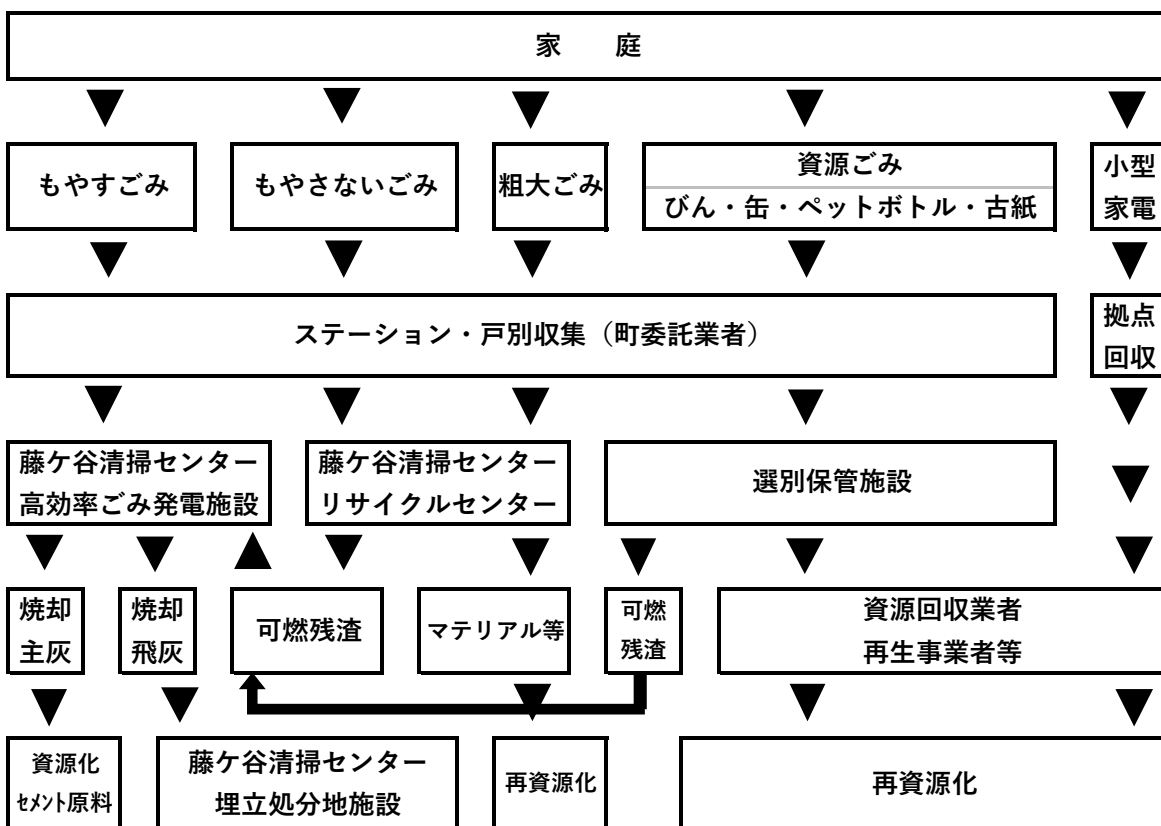 家 庭
もやすごみ
もやさないごみ
粗大ごみ
資源ごみ
びん・缶・ペットボトル・古紙
小型
家電
ステーション・戸別収集（町委託業者）
拠点
回収
藤ケ谷清掃センター
高効率ごみ発電施設
藤ケ谷清掃センター
リサイクルセンター
選別保管施設
焼却
主灰
焼却
飛灰
可燃残渣
マテリアル等
可燃
残渣
資源回収業者
再生事業者等
資源化
ｾﾒﾝﾄ原料
藤ケ谷清掃センター
埋立処分地施設
再資源化
再資源化